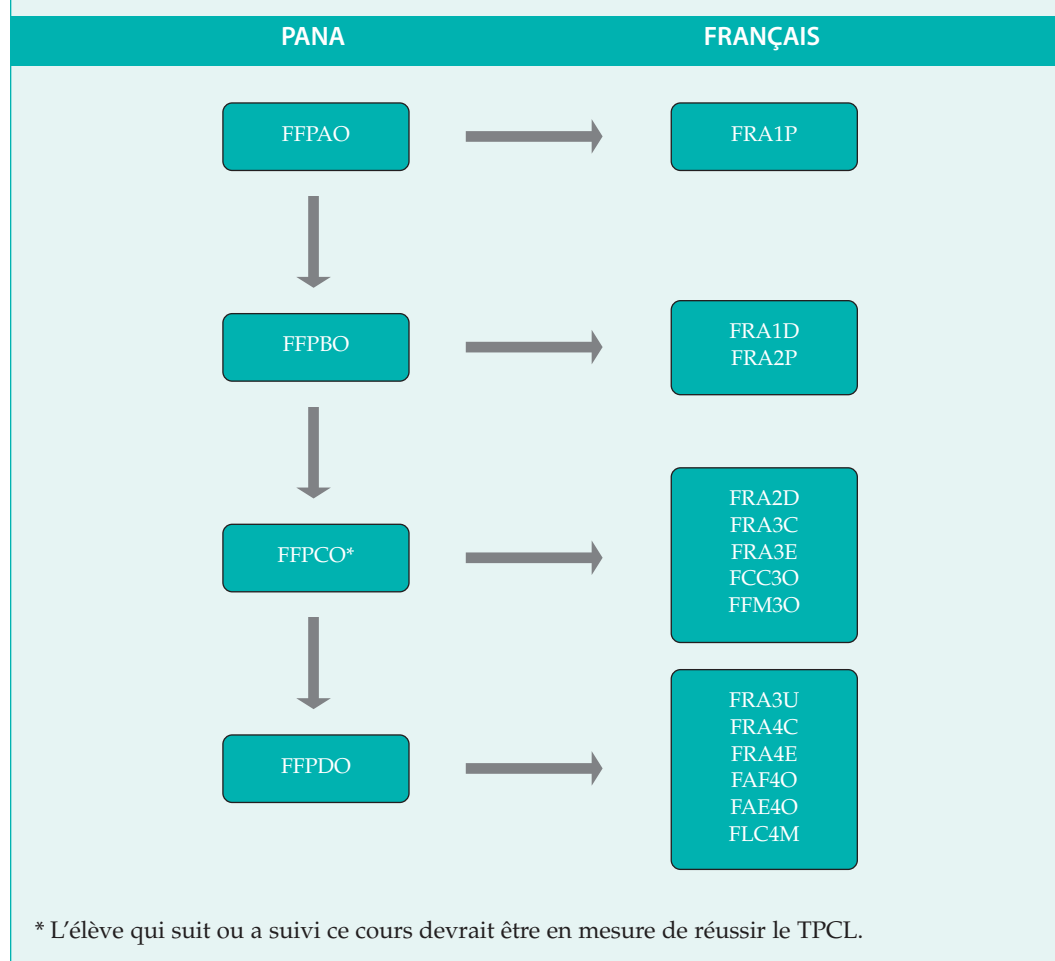 PANA
FRANÇAIS
FFPAO
FRA1P
FFPBO
FRA1D
FRA2P
FFPCO*
FRA2D
FRA3C
FRA3E
FCC3O
FFM3O
FFPDO
FRA3U
FRA4C
FRA4E
FAF4O
FAE4O
FLC4M
* L’élève qui suit ou a suivi ce cours devrait être en mesure de réussir le TPCL.